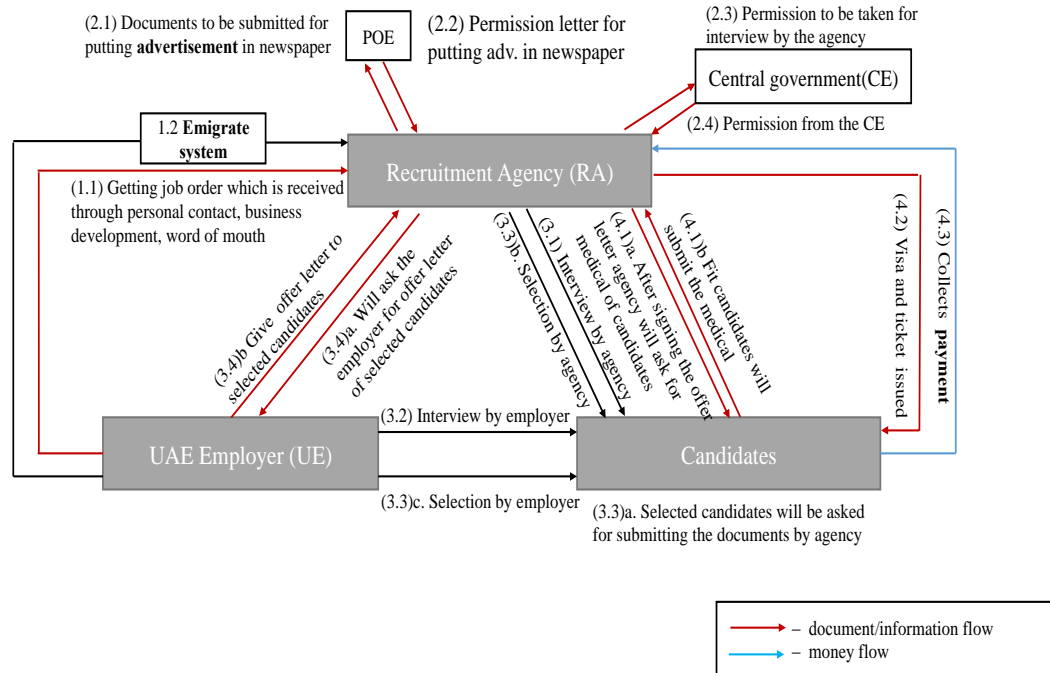 (2.1) Documents to be submitted for
putting advertisement in newspaper
POE
(2.2) Permission letter for
putting adv. in newspaper
(2.3) Permission to be taken for
interview by the agency
Central government(CE)
(2.4) Permission from the CE
1.2 Emigrate
system
Recruitment Agency (RA)
(1.1) Getting job order which is received
through personal contact, business
development, word of mouth
(3.4)b Give offer letter to
selected candidates
(3.4)a. Will ask the
employer for offer letter
of selected candidates
(3.3)b. Selection by agency
(3.1) Interview by agency
(4.1)a. After signing the offer
letter agency will ask for
medical of candidates
(4.1)b Fit candidates will
submit the medical
(4.2) Visa and ticket issued
(4.3) Collects payment
(3.2) Interview by employer
UAE Employer (UE)
Candidates
(3.3)c. Selection by employer
(3.3)a. Selected candidates will be asked
for submitting the documents by agency
– document/information flow
– money flow